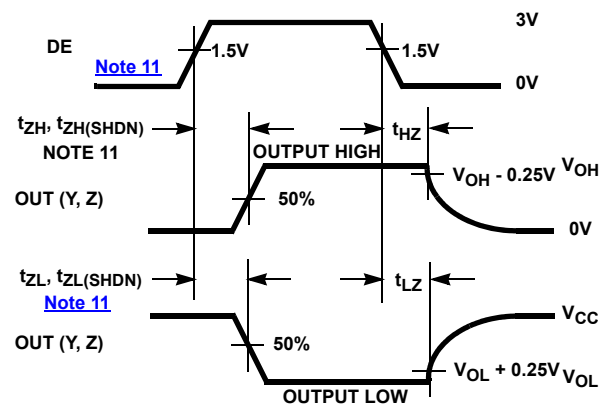 3V
DE
1.5V
1.5V
Note 11
0V
tZH, tZH(SHDN)
NOTE 11
tHZ
OUTPUT HIGH
VOH - 0.25V
VOH
OUT (Y, Z)
50%
0V
tZL, tZL(SHDN)
Note 11
tLZ
VCC
OUT (Y, Z)
50%
VOL + 0.25V
VOL
OUTPUT LOW